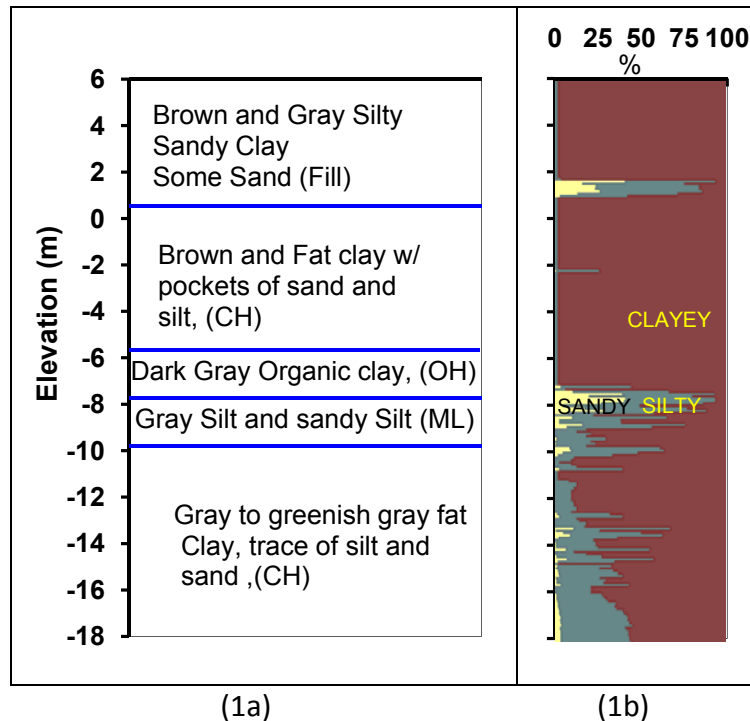 0 25 50 75 100
%
6
4
2
0
-2
-4
-6
-8
-10
-12
-14
-16
-18
Elevation (m)
Brown and Gray Silty
Sandy Clay
Some Sand (Fill)
Brown and Fat clay w/
pockets of sand and
silt, (CH)
Dark Gray Organic clay, (OH)
Gray Silt and sandy Silt (ML)
Gray to greenish gray fat
Clay, trace of silt and
sand ,(CH)
CLAYEY
SANDY SILTY
(1a) (1b)